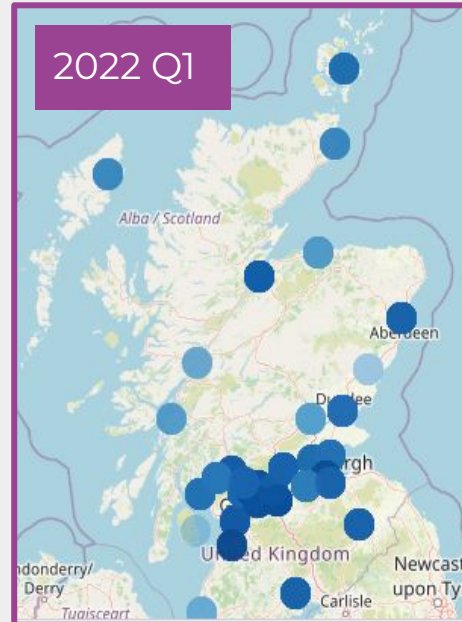 2022 Q1
Alba / Scotland
Aberdeen
Dundee
rgh
United Kingdom
ndonderry/
Derry
Newcast
upon Ty
Carlisle
Tuaisceart